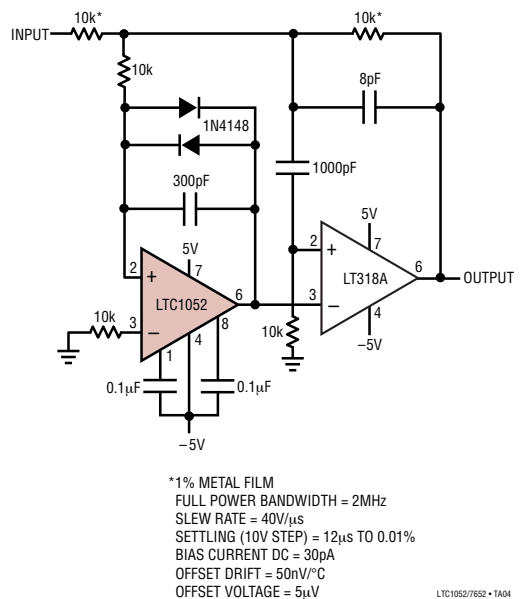 10k*
10k*
INPUT
10k
8pF
1N4148
1000pF
300pF
5V
5V
7
2
+
7
2
+
LT318A
6
OUTPUT
LTC1052
6
3
–
4
10k
3
–
8
10k
–5V
1
4
0.1µF
0.1µF
–5V
*1% METAL FILM
FULL POWER BANDWIDTH = 2MHz
SLEW RATE = 40V/µs
SETTLING (10V STEP) = 12µs TO 0.01%
BIAS CURRENT DC = 30pA
OFFSET DRIFT = 50nV/°C
OFFSET VOLTAGE = 5µV
LTC1052/7652 • TA04